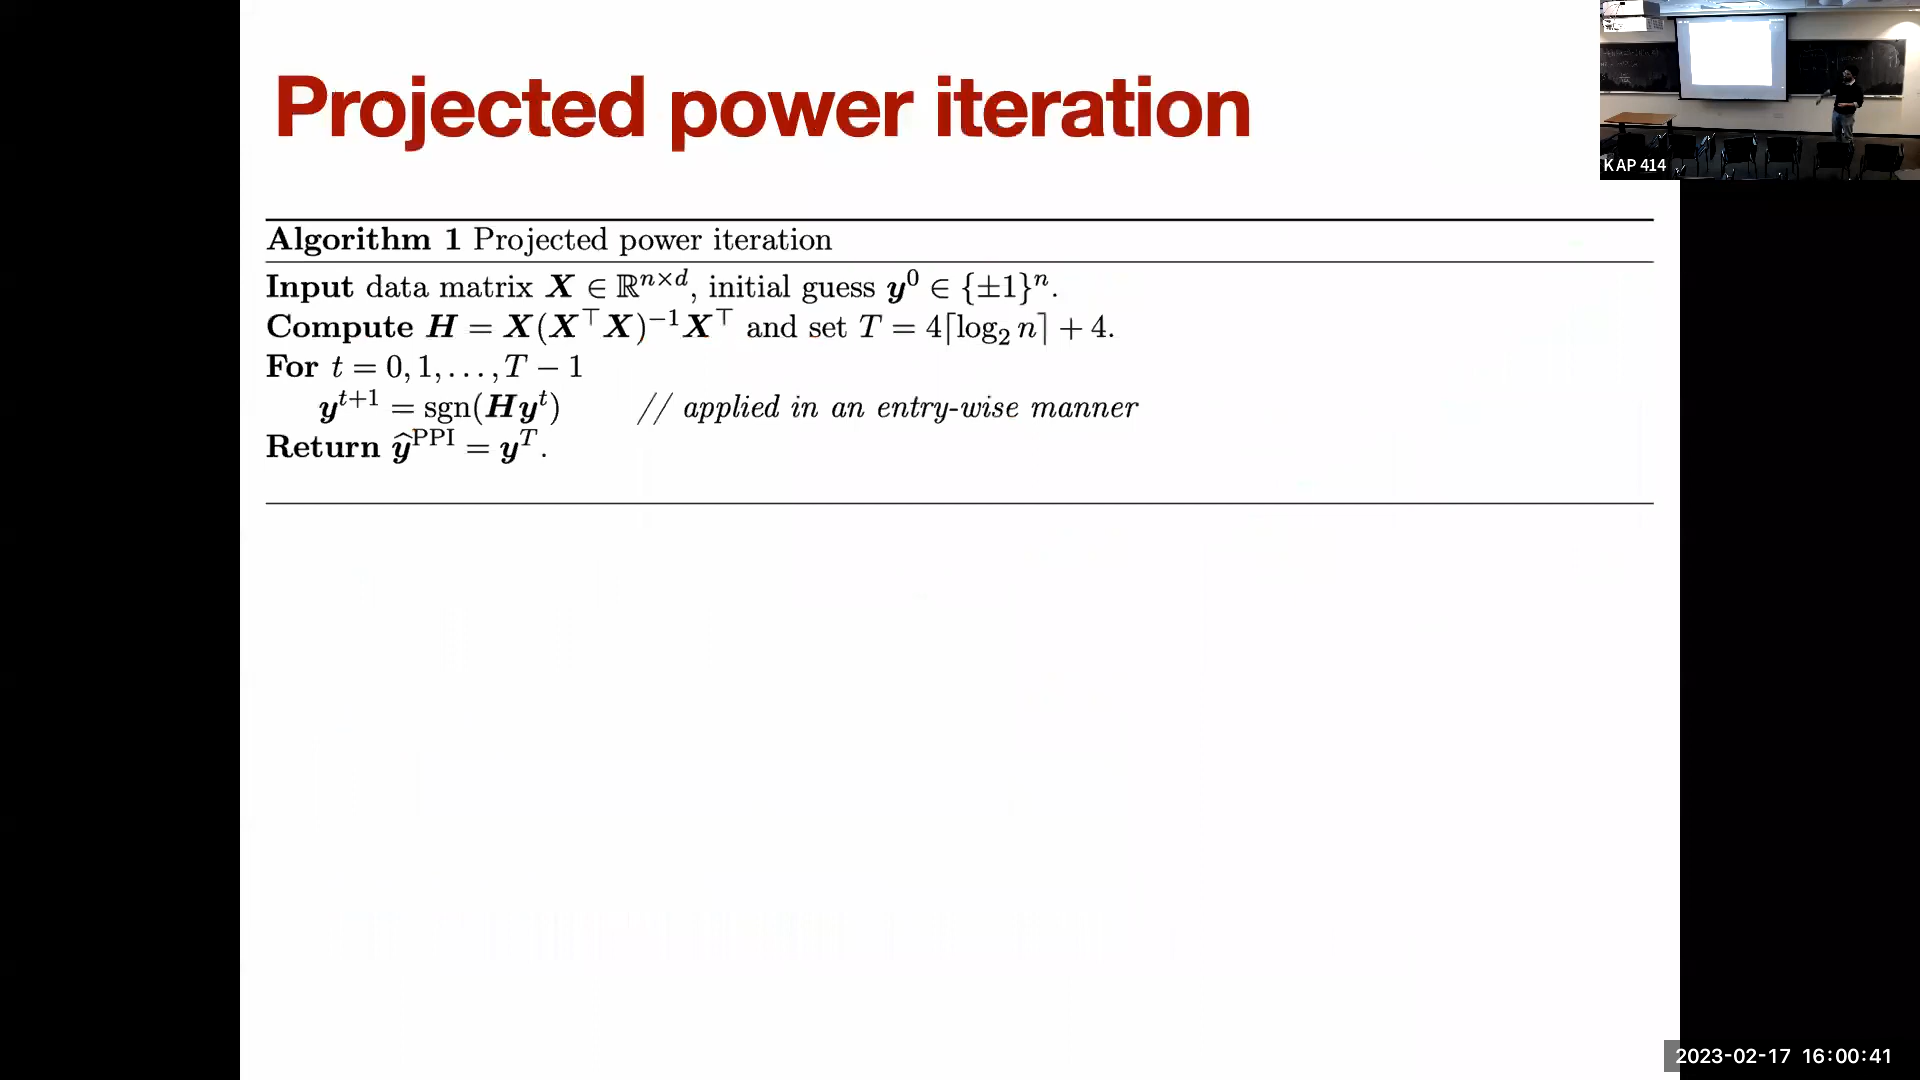 Projected power iteration
KAP 414
Algorithm 1 Projected power iteration
Input data matrix X ∈ ℝ^{n×d}, initial guess y^0 ∈ {±1}^n.
Compute H = X(X^⊤X)^{−1}X^⊤ and set T = 4⌈log_2 n⌉ + 4.
For t = 0, 1, . . . , T − 1
y^{t+1} = sgn(Hy^t) // applied in an entry-wise manner
Return ŷ^{PPI} = y^T.
2023-02-17 16:00:41